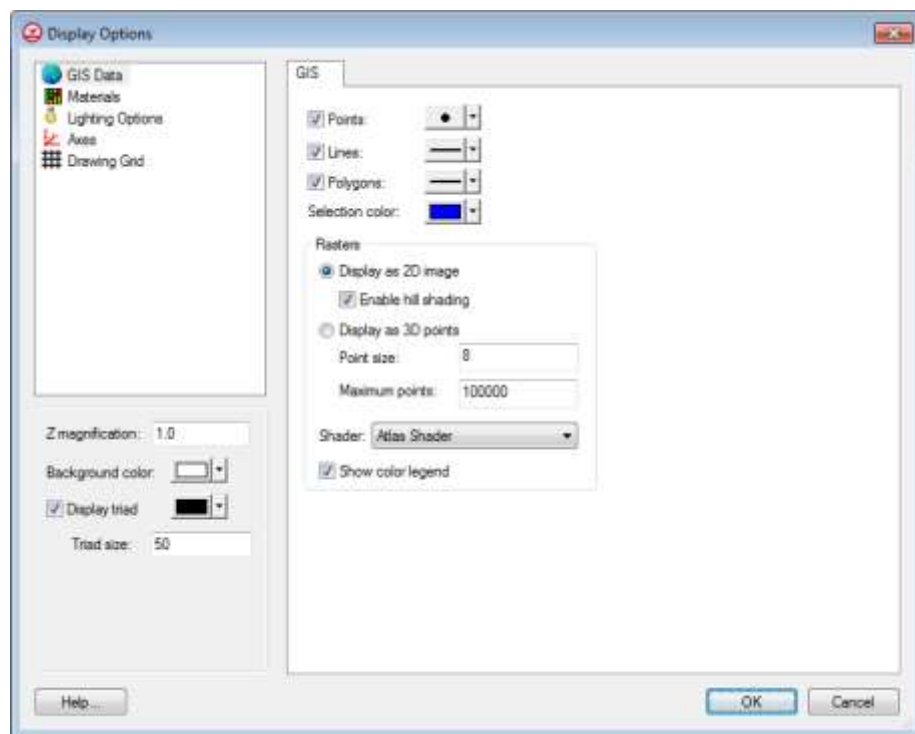 Display Options
GIS Data
Materials
Lighting Options
Axes
Drawing Grid
Z magnification: 1.0
Background color:
Display triad
Triad size: 50
GIS
Points:
Lines:
Polygons:
Selection color:
Rasters
Display as 2D image
Enable hill shading
Display as 3D points
Point size: 8
Maximum points: 100000
Shader: Atlas Shader
Show color legend
Help...
OK
Cancel